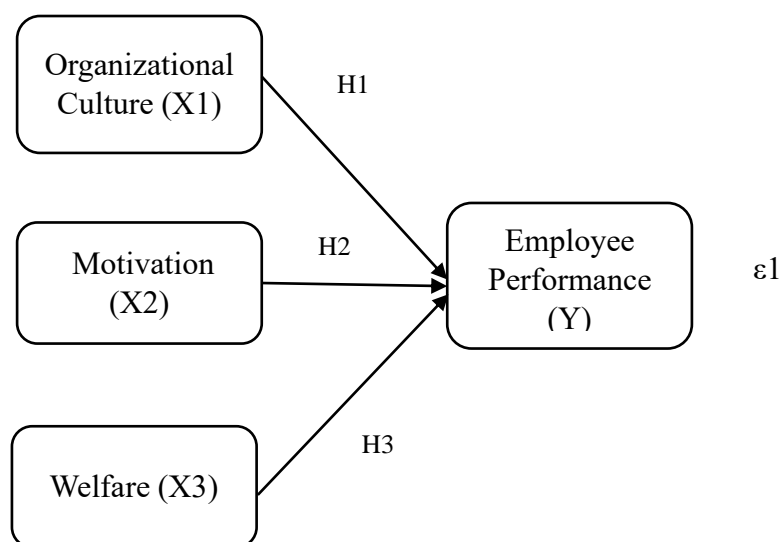 Organizational
Culture (X1)
H1
Motivation
(X2)
H2
Employee
Performance
(Y)
ε1
H3
Welfare (X3)